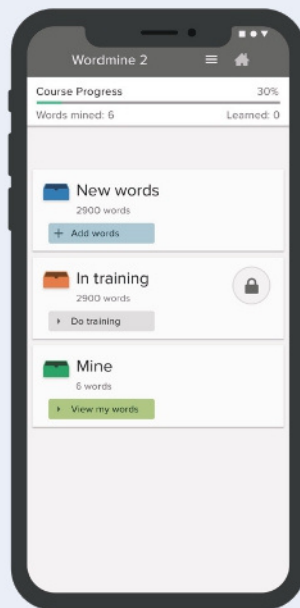 Wordmine 2
Course Progress 30%
Words mined: 6 Learned: 0
New words
2900 words
+ Add words
In training
2900 words
Do training
Mine
6 words
View my words